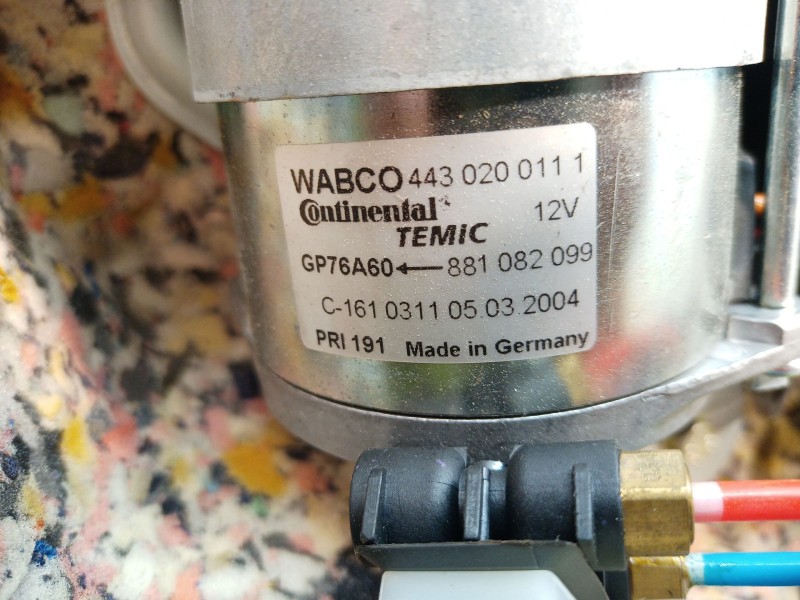 WABCO 443 020 011 1
Continental 12V
TEMIC
GP76A60 ← 881 082 099
C-161 0311 05.03.2004
PRI 191 Made in Germany